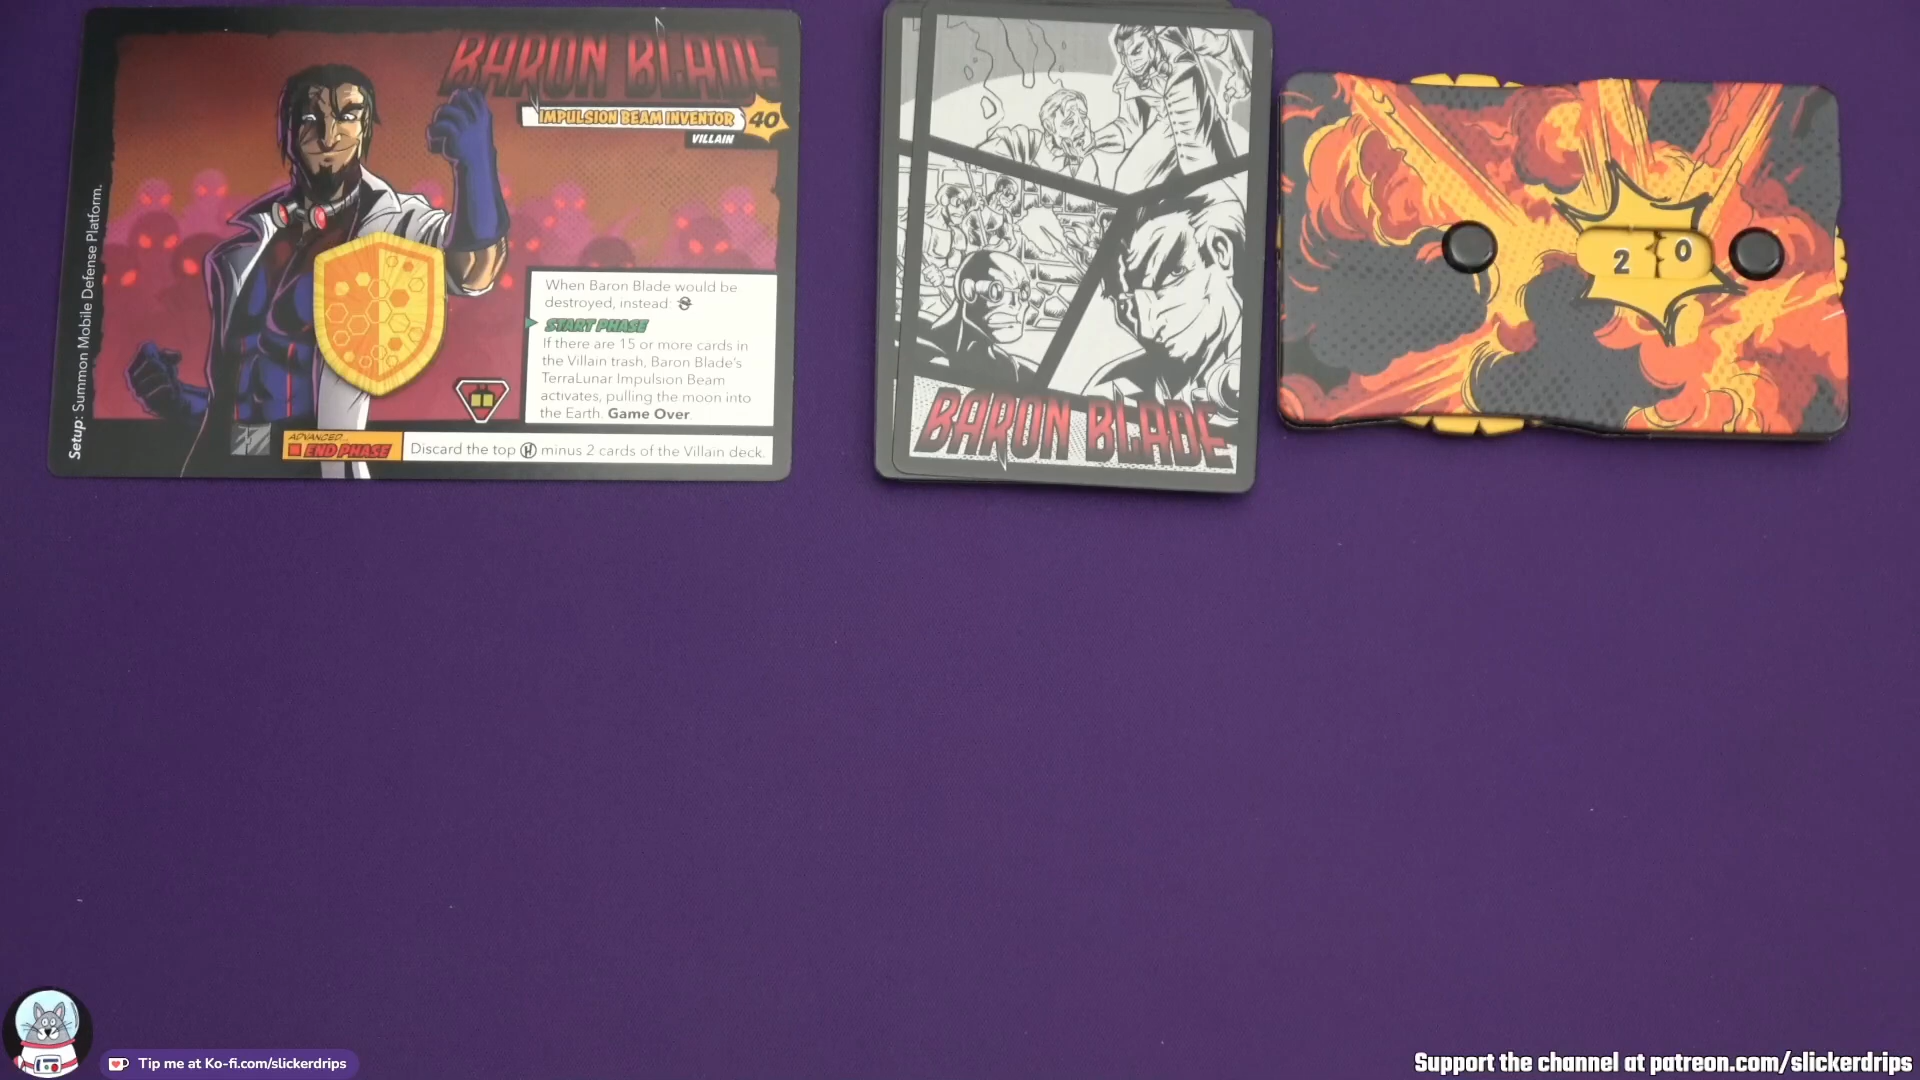 BARON BLADE
IMPULSION BEAM INVENTOR 40
VILLAIN
Setup: Summon Mobile Defense Platform.
When Baron Blade would be
destroyed, instead:
START PHASE
If there are 15 or more cards in
the Villain trash, Baron Blade's
TerraLunar Impulsion Beam
activates, pulling the moon into
the Earth. Game Over.
ADVANCED...
END PHASE
Discard the top H minus 2 cards of the Villain deck.
BARON BLADE
2 0
Tip me at Ko-fi.com/slickerdrips
Support the channel at patreon.com/slickerdrips